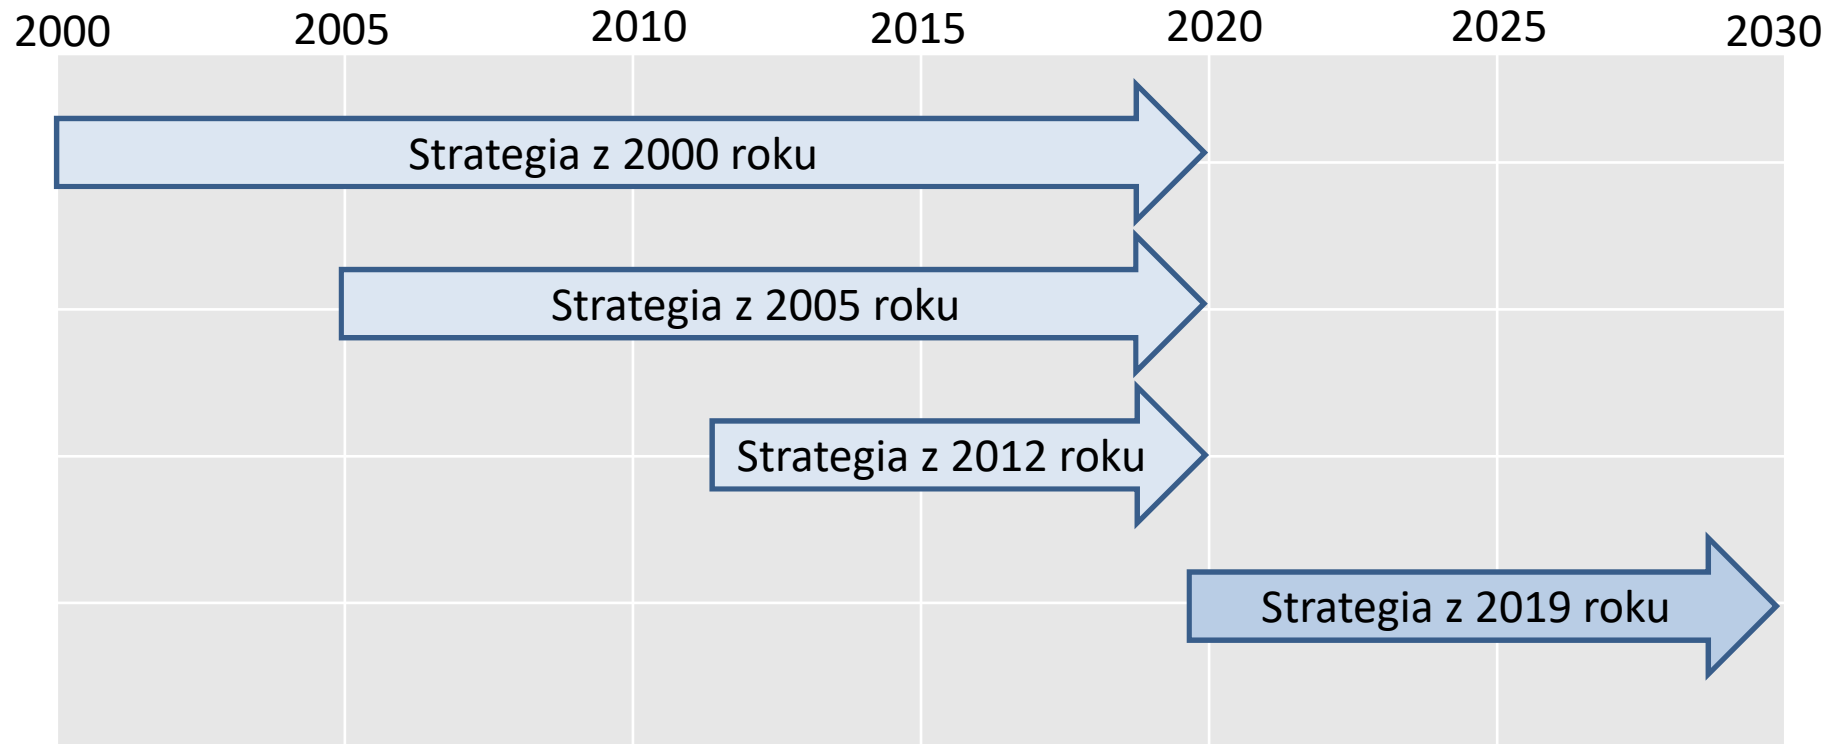 2000 2005 2010 2015 2020 2025 2030
Strategia z 2000 roku
Strategia z 2005 roku
Strategia z 2012 roku
Strategia z 2019 roku